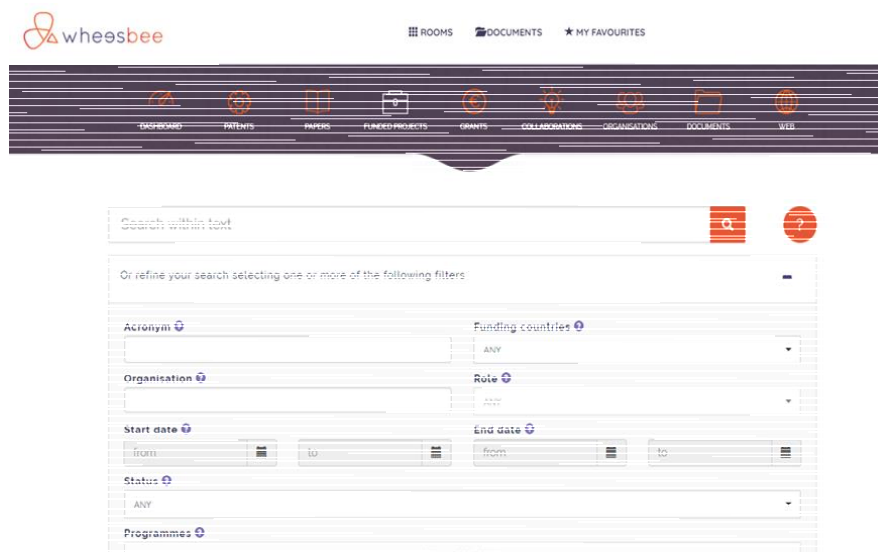 wheesbee
ROOMS DOCUMENTS MY FAVOURITES
DASHBOARD PATENTS PAPERS FUNDED PROJECTS GRANTS COLLABORATIONS ORGANISATIONS DOCUMENTS WEB
Search within text ?
Or refine your search selecting one or more of the following filters
Acronym ? Funding countries ?
ANY
Organisation ? Role ?
ANY
Start date ? End date ?
from to from to
Status ?
ANY
Programmes ?